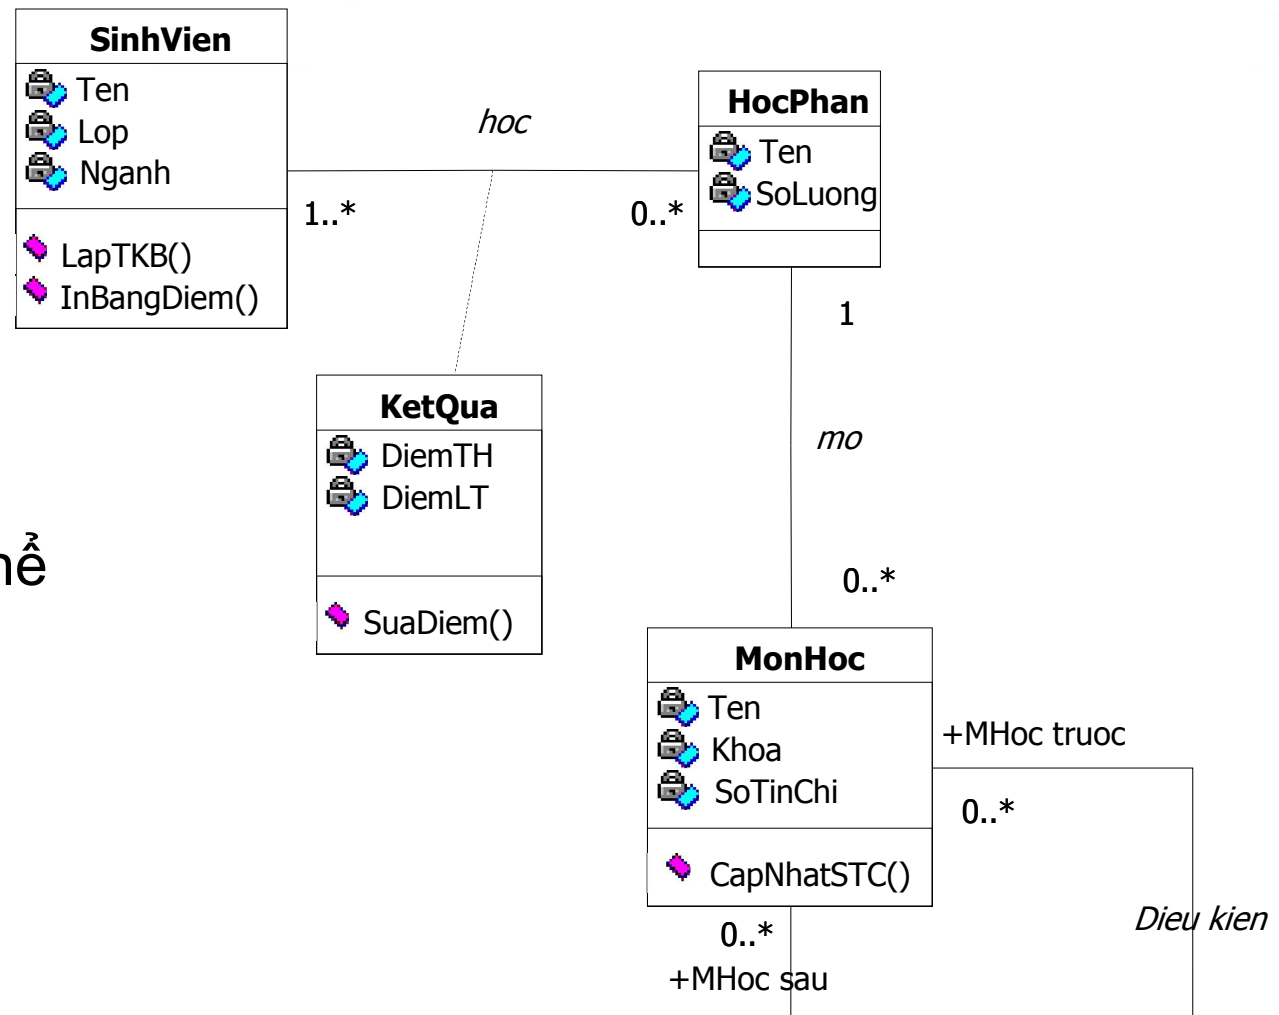 SinhVien
Ten
Lop
Nganh
LapTKB()
InBangDiem()
hoc
1..*
0..*
HocPhan
Ten
SoLuong
1
mo
0..*
KetQua
DiemTH
DiemLT
SuaDiem()
hể
MonHoc
Ten
Khoa
SoTinChi
CapNhatSTC()
+MHoc truoc
0..*
Dieu kien
0..*
+MHoc sau